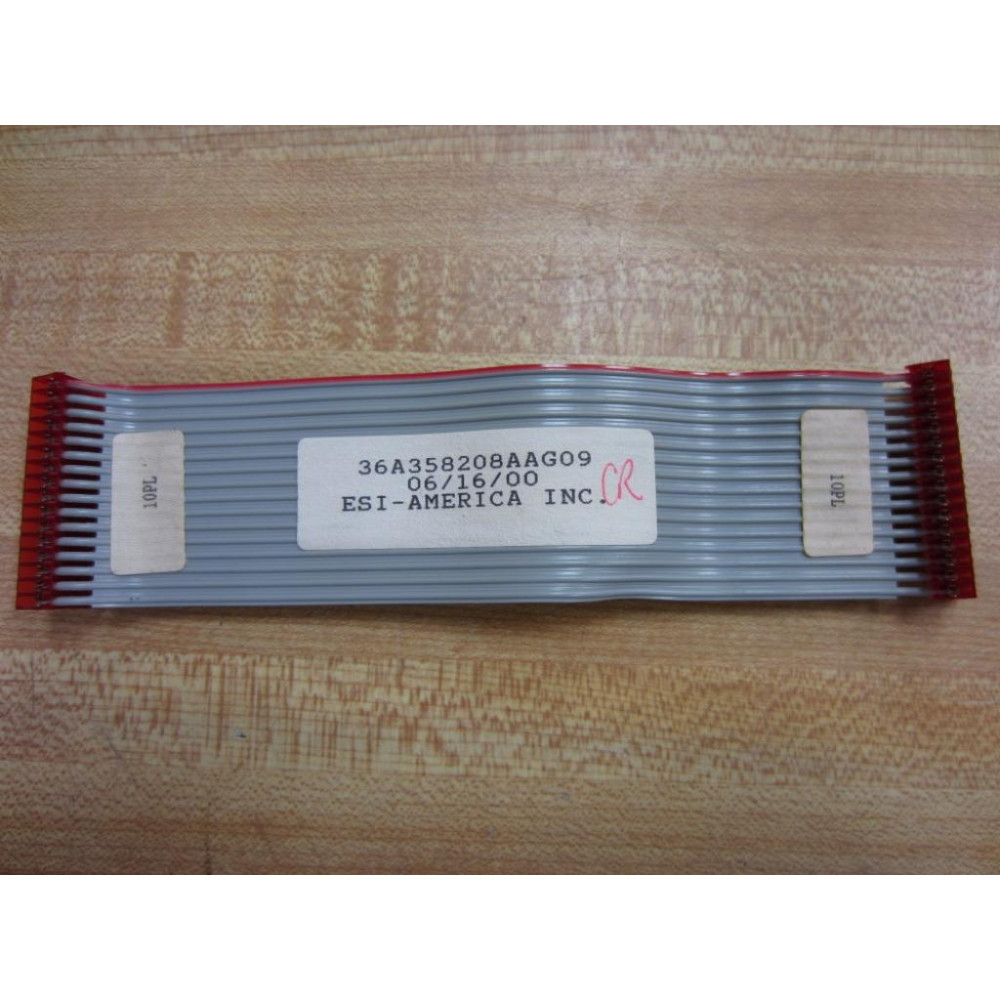 10PL
36A358208AAG09
06/16/00
ESI-AMERICA INC. CR
10PL